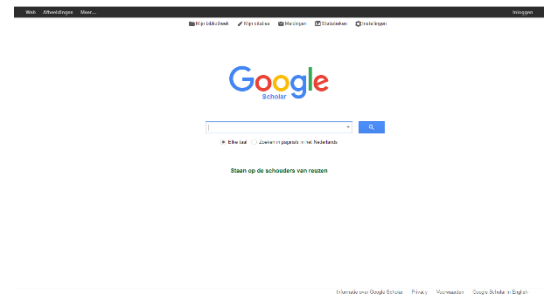 Web Afbeeldingen Meer... Inloggen
Mijn bibliotheek Mijn citaties Meldingen Statistieken Instellingen
Google
Scholar
Elke taal Zoeken in pagina's in het Nederlands
Staan op de schouders van reuzen
Informatie over Google Scholar Privacy Voorwaarden Google Scholar in English